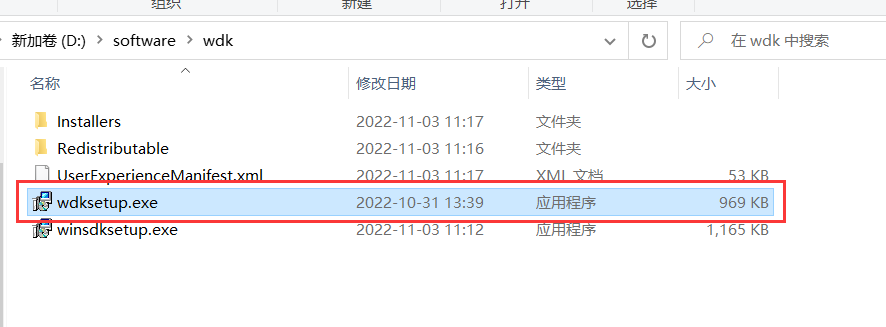 组织 新建 打开 选择
新加卷 (D:) software wdk 在 wdk 中搜索
名称 修改日期 类型 大小
Installers 2022-11-03 11:17 文件夹
Redistributable 2022-11-03 11:16 文件夹
UserExperienceManifest.xml 2022-11-03 11:17 XML 文档 53 KB
wdksetup.exe 2022-10-31 13:39 应用程序 969 KB
winsdksetup.exe 2022-11-03 11:12 应用程序 1,165 KB